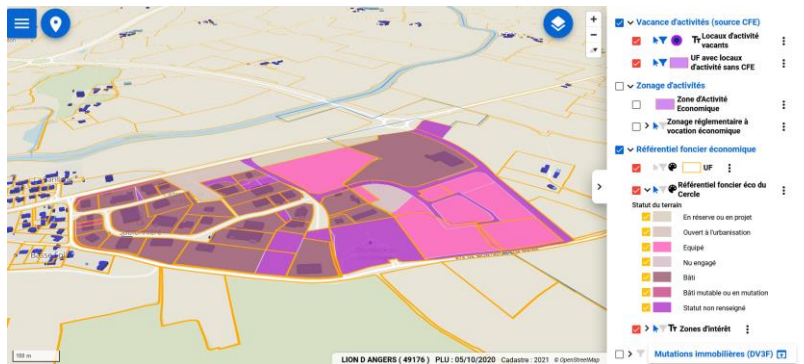 Vacance d'activités (source CFE)
Locaux d'activité
vacants
UF avec locaux
d'activité sans CFE
Zonage d'activités
Zone d'Activité
Economique
Zonage réglementaire à
vocation économique
Référentiel foncier économique
UF
Référentiel foncier éco du
Cercle
Statut du terrain
En réserve ou en projet
Ouvert à l'urbanisation
Equipé
Nu engagé
Bâti
Bâti mutable ou en mutation
Statut non renseigné
Zones d'intérêt
Mutations immobilières (DV3F)
100 m
LION D ANGERS ( 49176 ) PLU : 05/10/2020 Cadastre : 2021 © OpenStreetMap